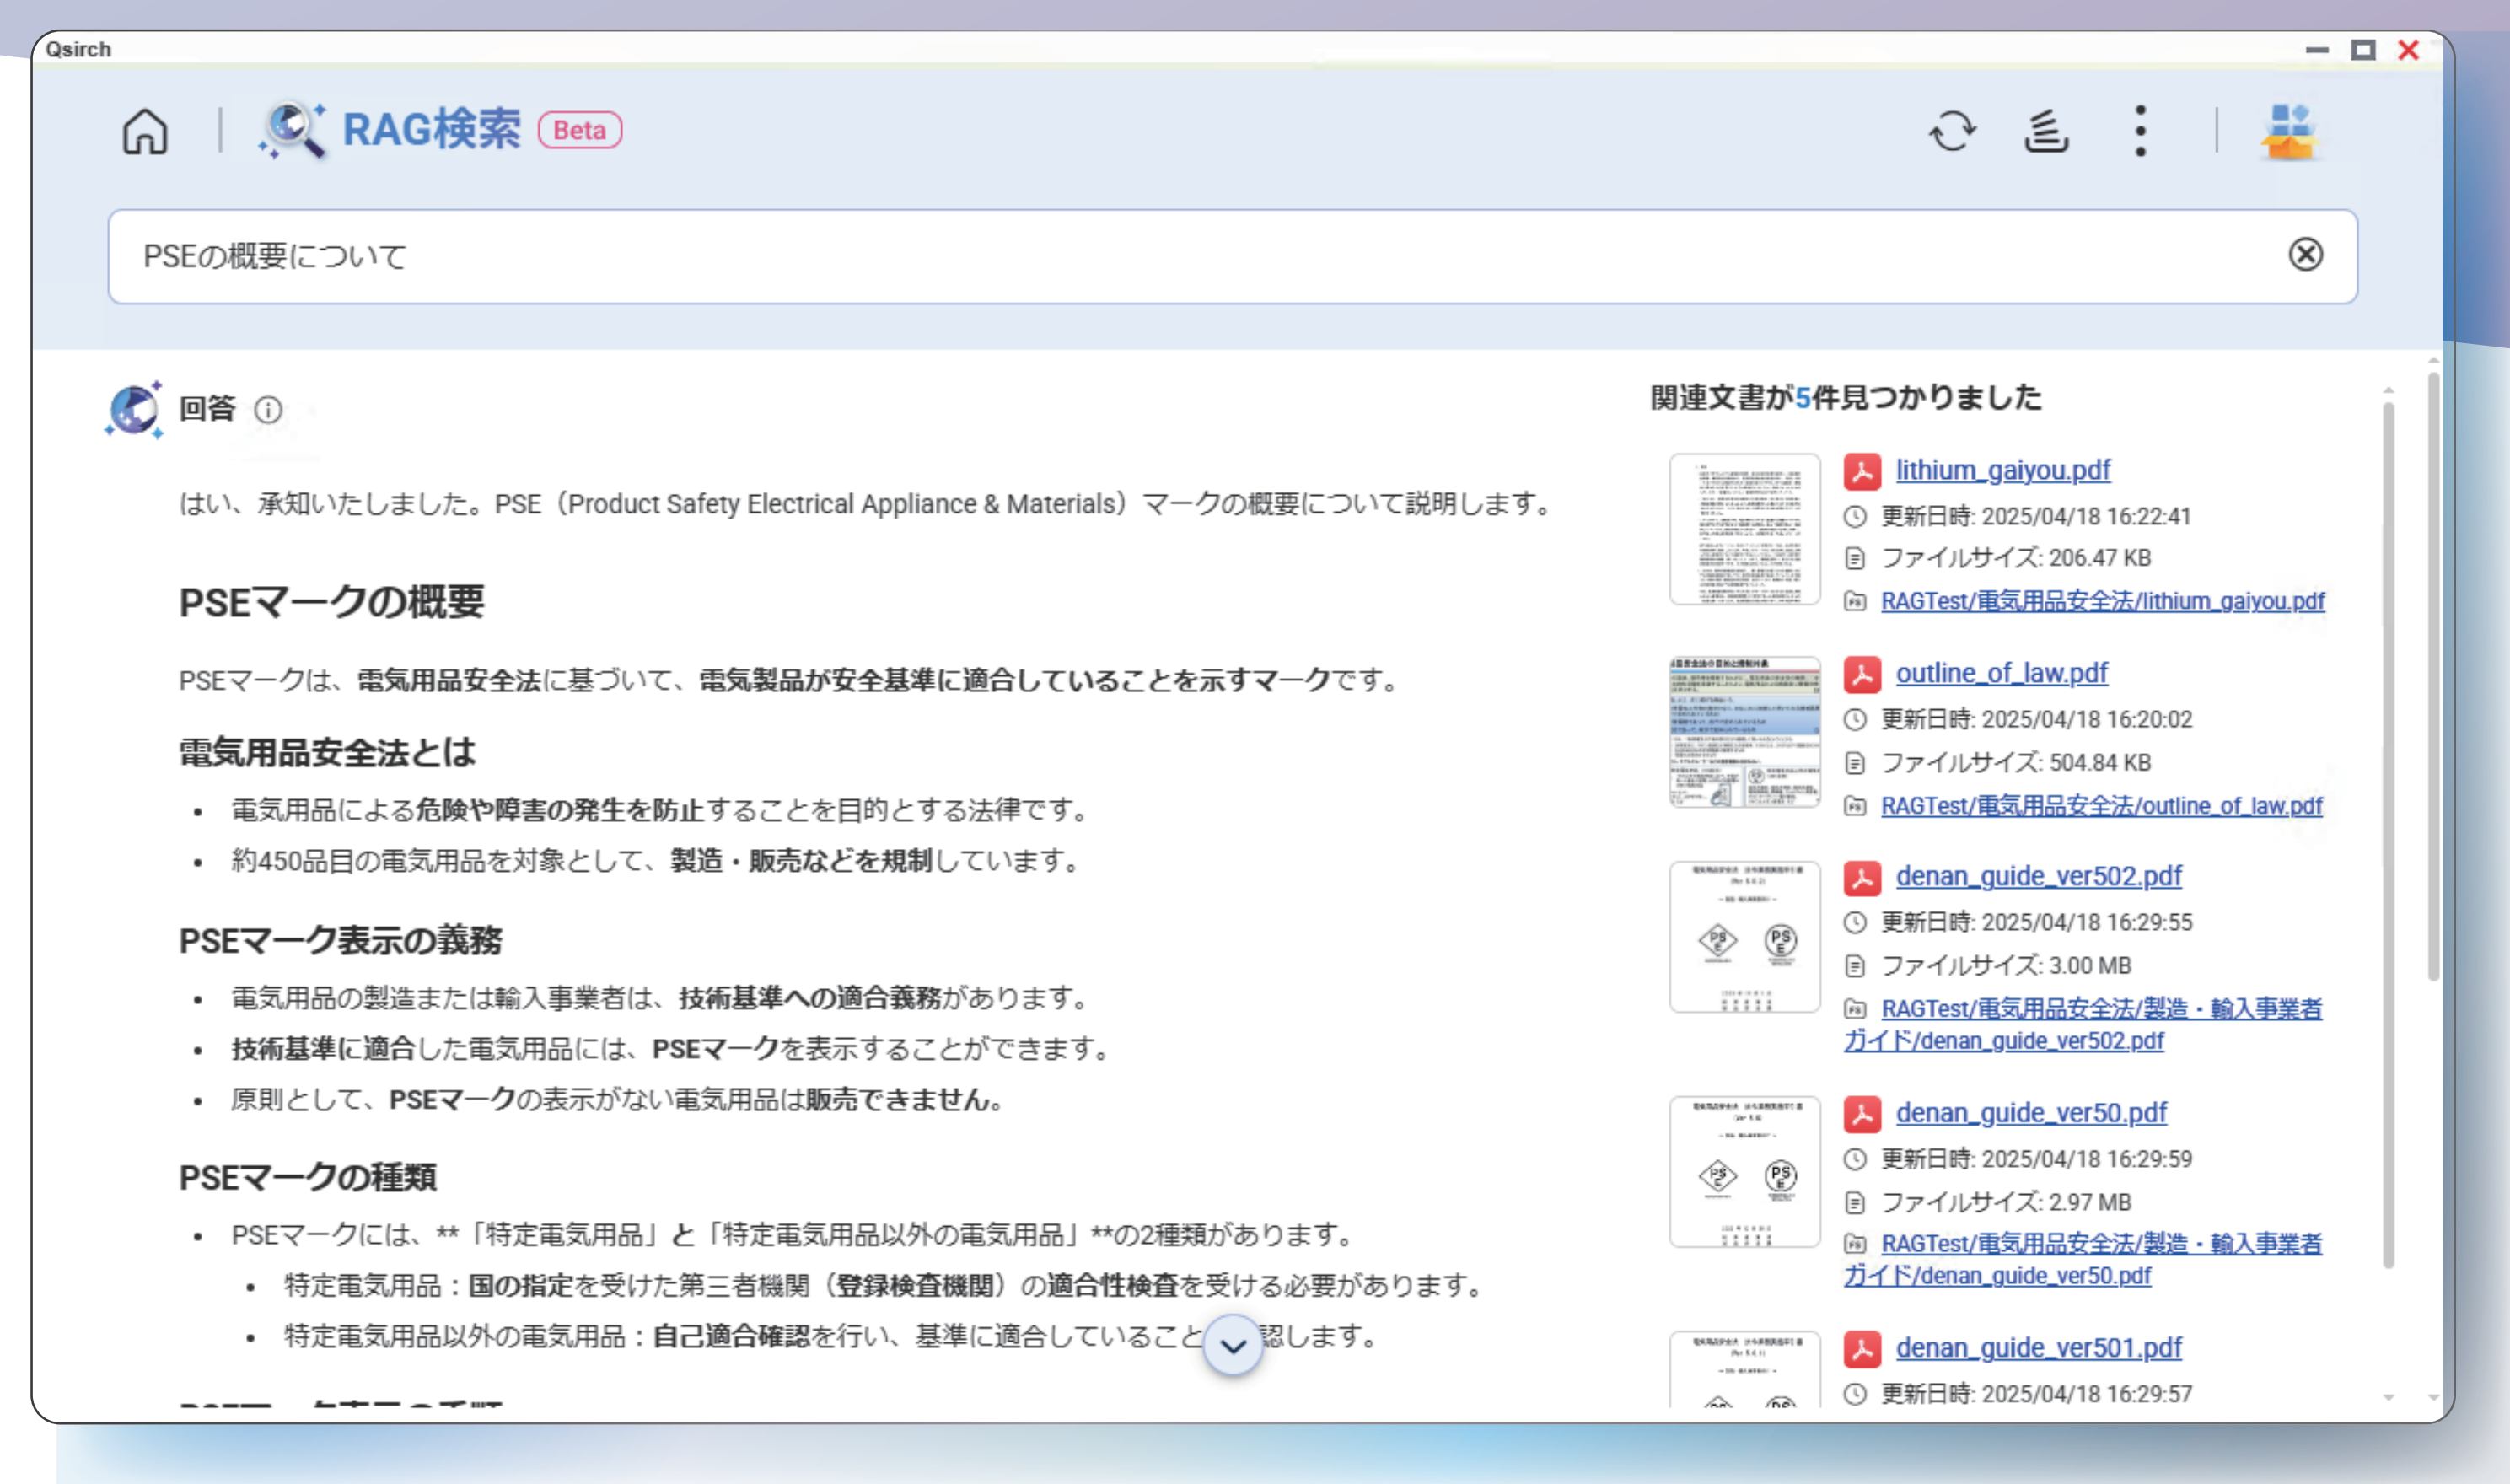 Qsirch
RAG検索 Beta
PSEの概要について
回答
はい、承知いたしました。PSE（Product Safety Electrical Appliance & Materials）マークの概要について説明します。
PSEマークの概要
PSEマークは、電気用品安全法に基づいて、電気製品が安全基準に適合していることを示すマークです。
電気用品安全法とは
• 電気用品による危険や障害の発生を防止することを目的とする法律です。
• 約450品目の電気用品を対象として、製造・販売などを規制しています。
PSEマーク表示の義務
• 電気用品の製造または輸入事業者は、技術基準への適合義務があります。
• 技術基準に適合した電気用品には、PSEマークを表示することができます。
• 原則として、PSEマークの表示がない電気用品は販売できません。
PSEマークの種類
• PSEマークには、**「特定電気用品」と「特定電気用品以外の電気用品」**の2種類があります。
• 特定電気用品：国の指定を受けた第三者機関（登録検査機関）の適合性検査を受ける必要があります。
• 特定電気用品以外の電気用品：自己適合確認を行い、基準に適合していること認します。
関連文書が5件見つかりました
lithium_gaiyou.pdf
更新日時: 2025/04/18 16:22:41
ファイルサイズ: 206.47 KB
RAGTest/電気用品安全法/lithium_gaiyou.pdf
outline_of_law.pdf
更新日時: 2025/04/18 16:20:02
ファイルサイズ: 504.84 KB
RAGTest/電気用品安全法/outline_of_law.pdf
denan_guide_ver502.pdf
更新日時: 2025/04/18 16:29:55
ファイルサイズ: 3.00 MB
RAGTest/電気用品安全法/製造・輸入事業者
ガイド/denan_guide_ver502.pdf
denan_guide_ver50.pdf
更新日時: 2025/04/18 16:29:59
ファイルサイズ: 2.97 MB
RAGTest/電気用品安全法/製造・輸入事業者
ガイド/denan_guide_ver50.pdf
denan_guide_ver501.pdf
更新日時: 2025/04/18 16:29:57